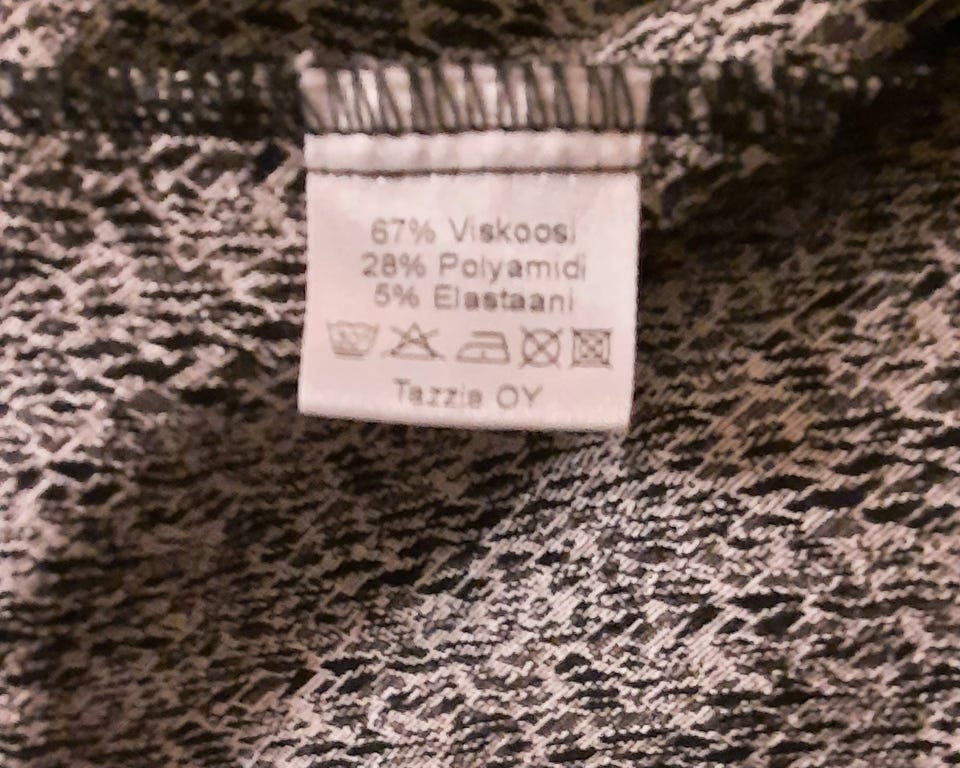 67% Viskoosi
28% Polyamidi
5% Elastaani
Tazzia OY